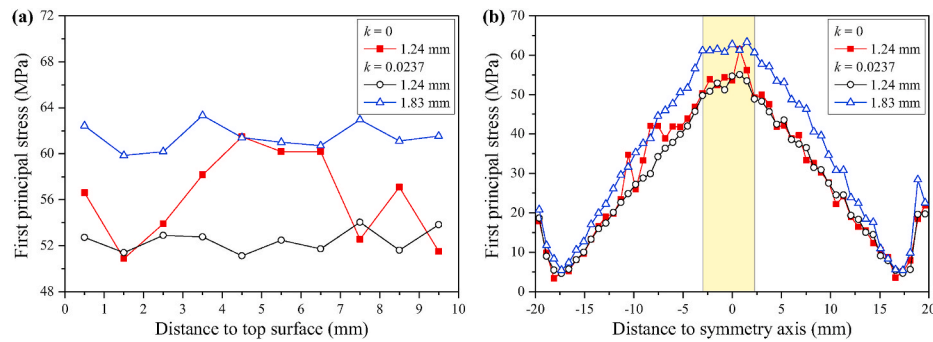 (a)
72
68
64
60
56
52
48
First principal stress (MPa)
0 1 2 3 4 5 6 7 8 9 10
Distance to top surface (mm)
k = 0
1.24 mm
k = 0.0237
1.24 mm
1.83 mm
(b)
70
60
50
40
30
20
10
0
First principal stress (MPa)
-20 -15 -10 -5 0 5 10 15 20
Distance to symmetry axis (mm)
k = 0
1.24 mm
k = 0.0237
1.24 mm
1.83 mm